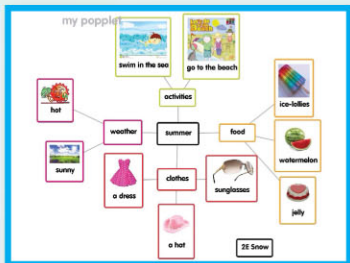 my popplet
swim in the sea
go to the beach
activities
hot
weather
summer
food
ice-lollies
sunny
watermelon
clothes
a dress
sunglasses
jelly
a hat
2E Snow